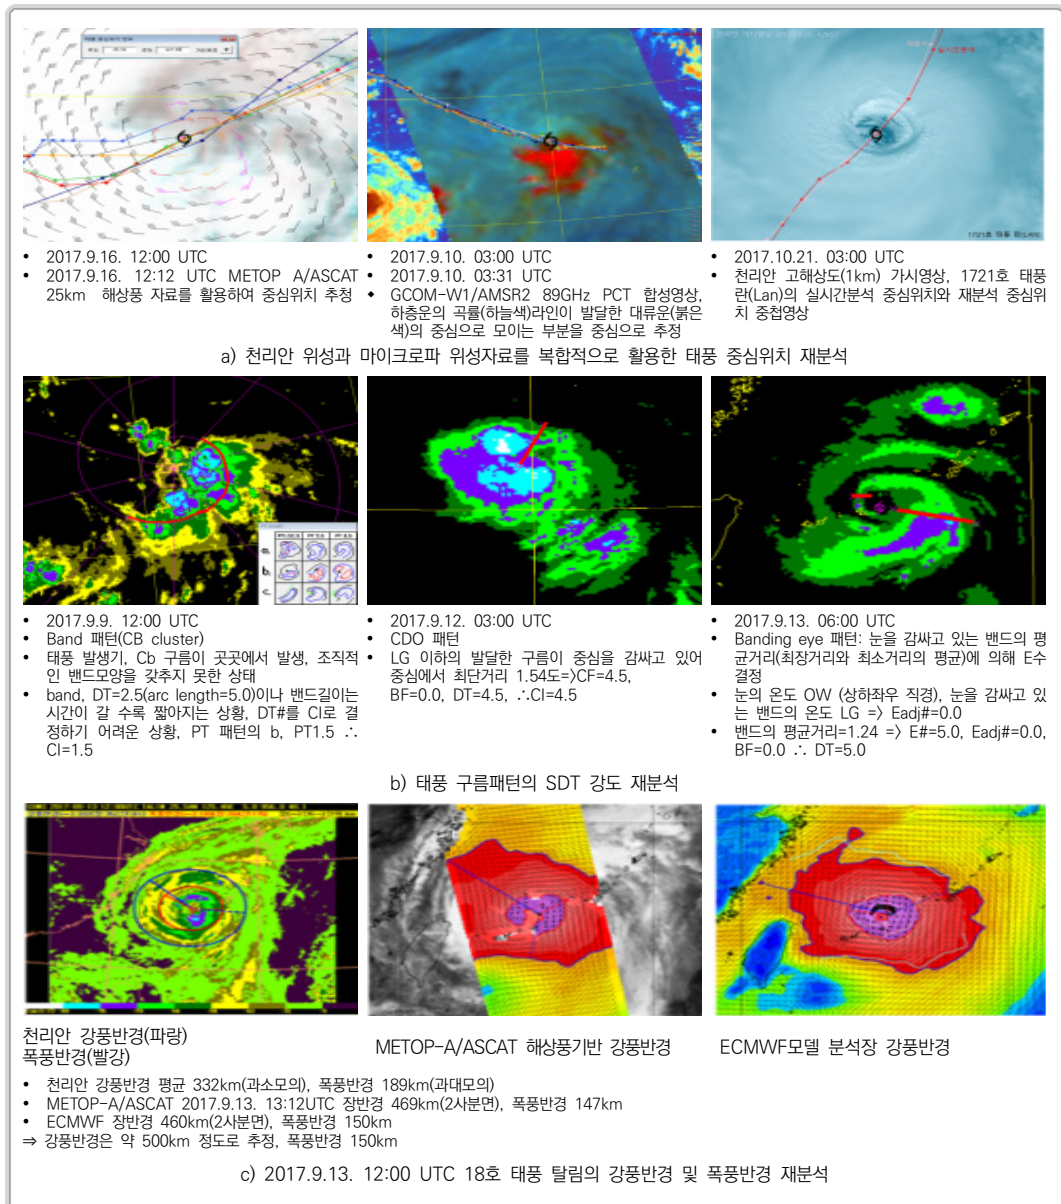 1721호 태풍 란(LAN)
• 2017.9.16. 12:00 UTC
• 2017.9.16. 12:12 UTC METOP A/ASCAT
25km 해상풍 자료를 활용하여 중심위치 추정
• 2017.9.10. 03:00 UTC
• 2017.9.10. 03:31 UTC
◆ GCOM-W1/AMSR2 89GHz PCT 합성영상,
하층운의 곡률(하늘색)라인이 발달한 대류운(붉은
색)의 중심으로 모이는 부분을 중심으로 추정
• 2017.10.21. 03:00 UTC
• 천리안 고해상도(1km) 가시영상, 1721호 태풍
란(Lan)의 실시간분석 중심위치와 재분석 중심위
치 중첩영상
a) 천리안 위성과 마이크로파 위성자료를 복합적으로 활용한 태풍 중심위치 재분석
a.
b.
c.
• 2017.9.9. 12:00 UTC
• Band 패턴(CB cluster)
• 태풍 발생기, Cb 구름이 곳곳에서 발생, 조직적
인 밴드모양을 갖추지 못한 상태
• band, DT=2.5(arc length=5.0)이나 밴드길이는
시간이 갈 수록 짧아지는 상황, DT#를 CI로 결
정하기 어려운 상황, PT 패턴의 b, PT1.5 ∴
CI=1.5
• 2017.9.12. 03:00 UTC
• CDO 패턴
• LG 이하의 발달한 구름이 중심을 감싸고 있어
중심에서 최단거리 1.54도=>CF=4.5,
BF=0.0, DT=4.5, ∴CI=4.5
• 2017.9.13. 06:00 UTC
• Banding eye 패턴: 눈을 감싸고 있는 밴드의 평
균거리(최장거리와 최소거리의 평균)에 의해 E수
결정
• 눈의 온도 OW (상하좌우 직경), 눈을 감싸고 있
는 밴드의 온도 LG => Eadj#=0.0
• 밴드의 평균거리=1.24 => E#=5.0, Eadj#=0.0,
BF=0.0 ∴ DT=5.0
b) 태풍 구름패턴의 SDT 강도 재분석
천리안 강풍반경(파랑)
폭풍반경(빨강)
METOP-A/ASCAT 해상풍기반 강풍반경
ECMWF모델 분석장 강풍반경
• 천리안 강풍반경 평균 332km(과소모의), 폭풍반경 189km(과대모의)
• METOP-A/ASCAT 2017.9.13. 13:12UTC 장반경 469km(2사분면), 폭풍반경 147km
• ECMWF 장반경 460km(2사분면), 폭풍반경 150km
⇒ 강풍반경은 약 500km 정도로 추정, 폭풍반경 150km
c) 2017.9.13. 12:00 UTC 18호 태풍 탈림의 강풍반경 및 폭풍반경 재분석